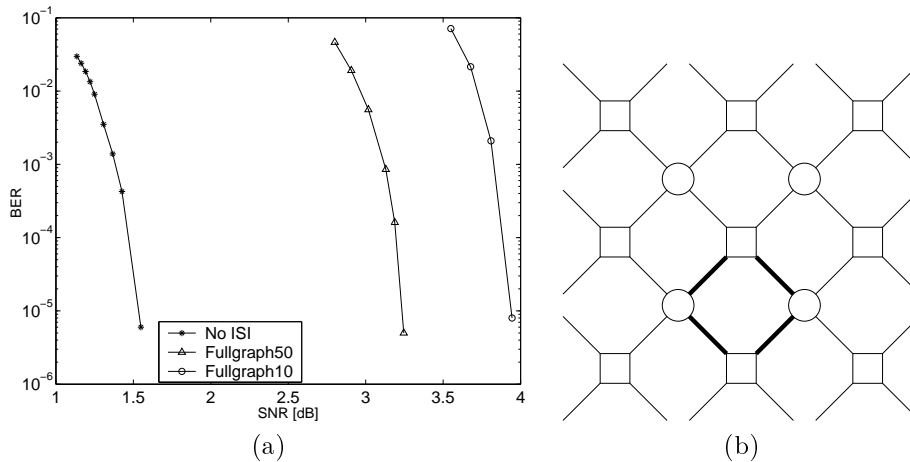 10^-1
10^-2
10^-3
10^-4
10^-5
10^-6
BER
No ISI
Fullgraph50
Fullgraph10
1 1.5 2 2.5 3 3.5 4
SNR [dB]
(a) (b)